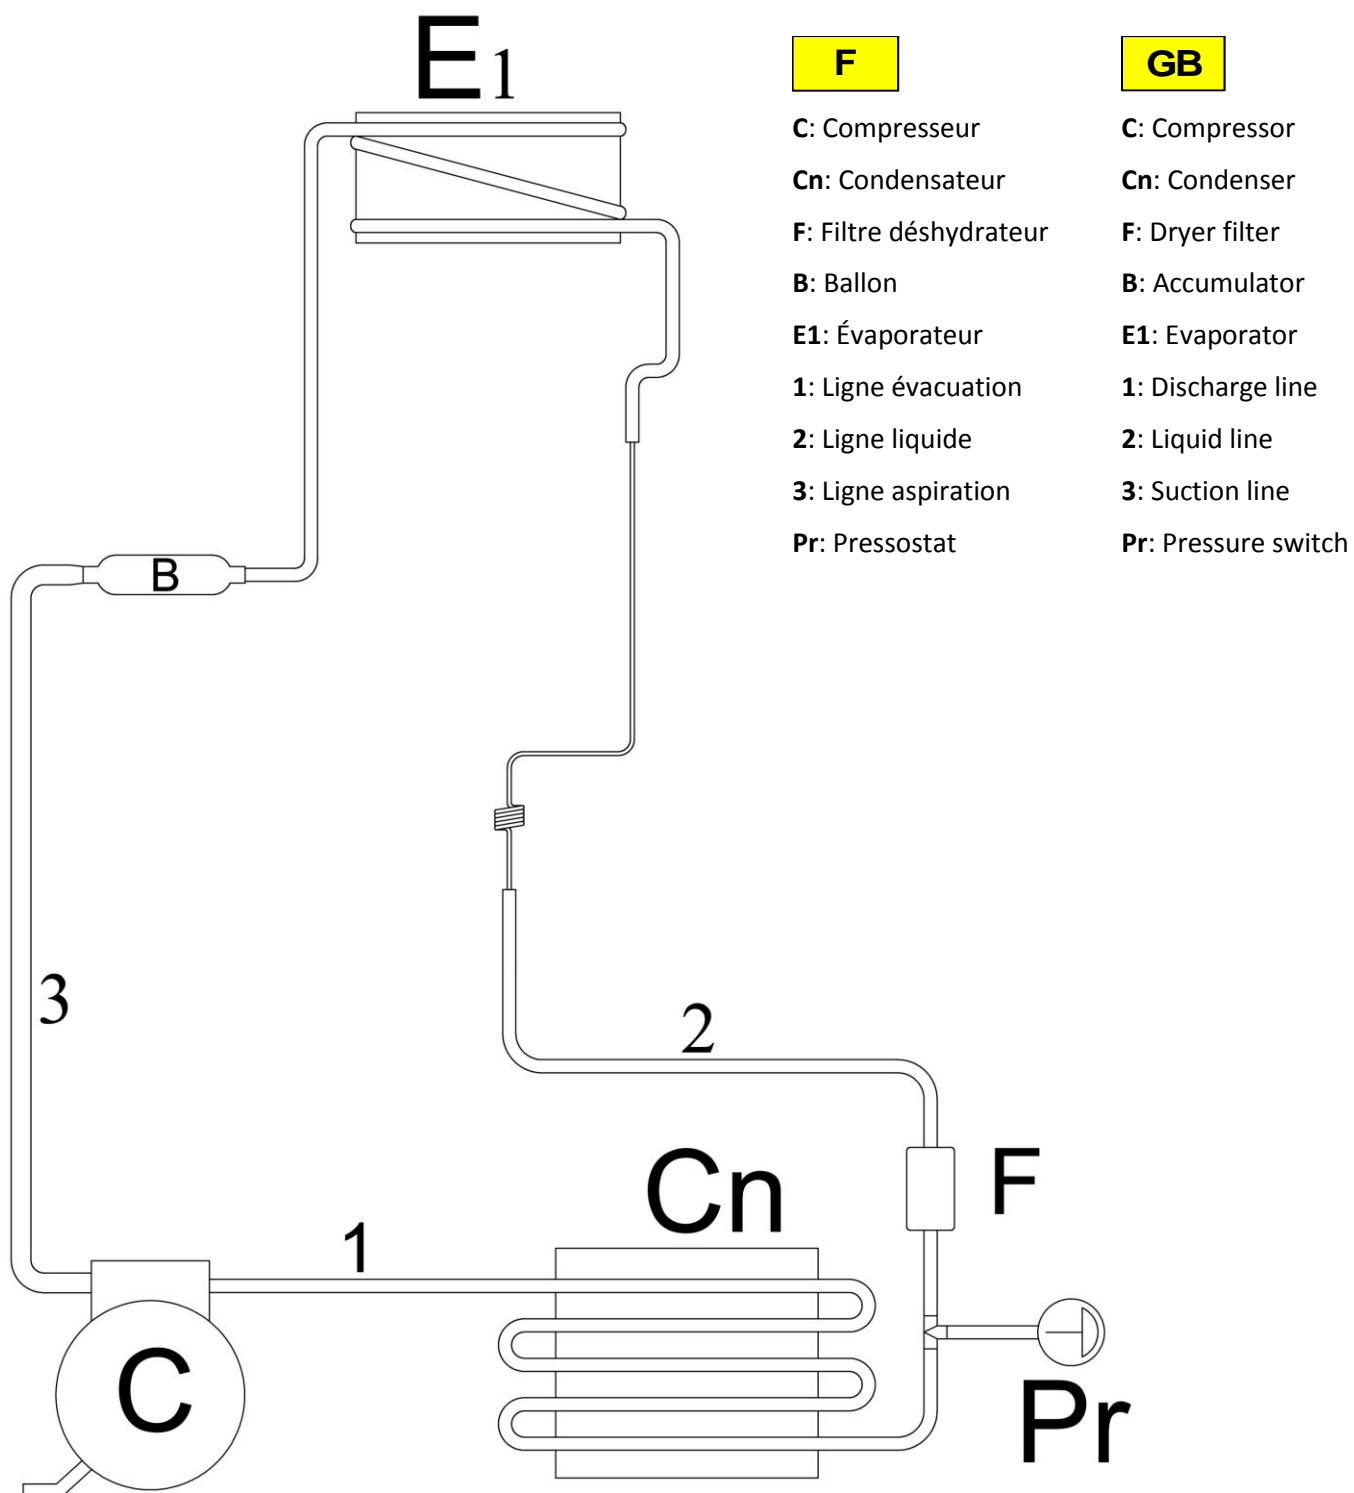 E1
F
C: Compresseur
Cn: Condensateur
F: Filtre déshydrateur
B: Ballon
E1: Évaporateur
1: Ligne évacuation
2: Ligne liquide
3: Ligne aspiration
Pr: Pressostat
GB
C: Compressor
Cn: Condenser
F: Dryer filter
B: Accumulator
E1: Evaporator
1: Discharge line
2: Liquid line
3: Suction line
Pr: Pressure switch
B
3
2
Cn
F
1
C
Pr